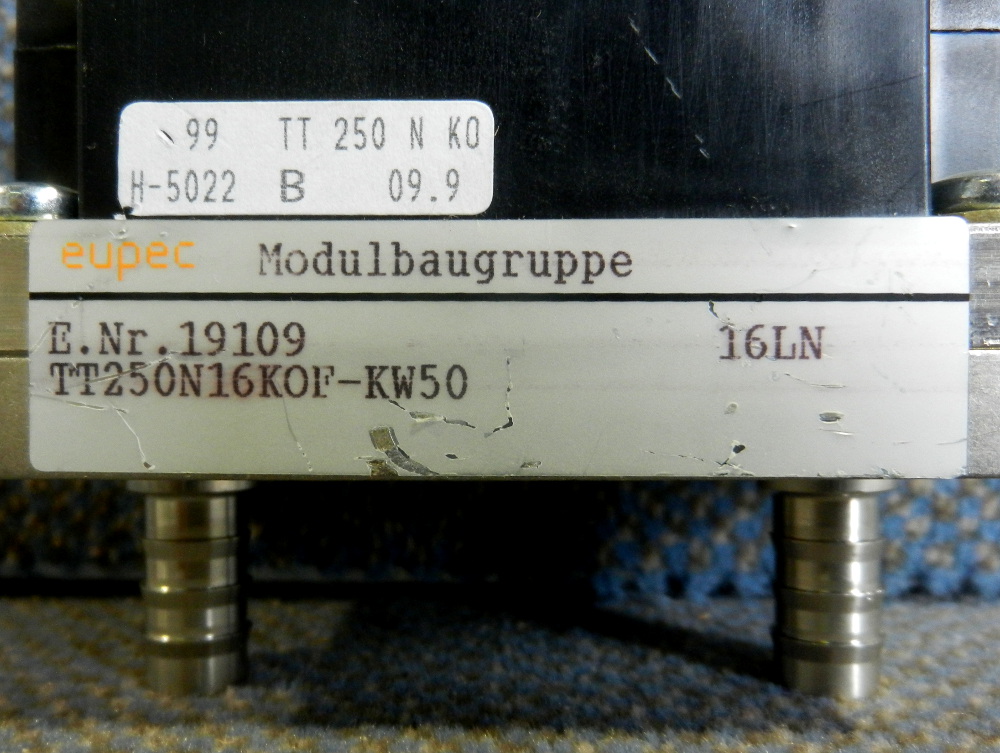 99 TT 250 N KO
H-5022 B 09.9
eupec Modulbaugruppe
E.Nr.19109 16LN
TT250N16KOF-KW50